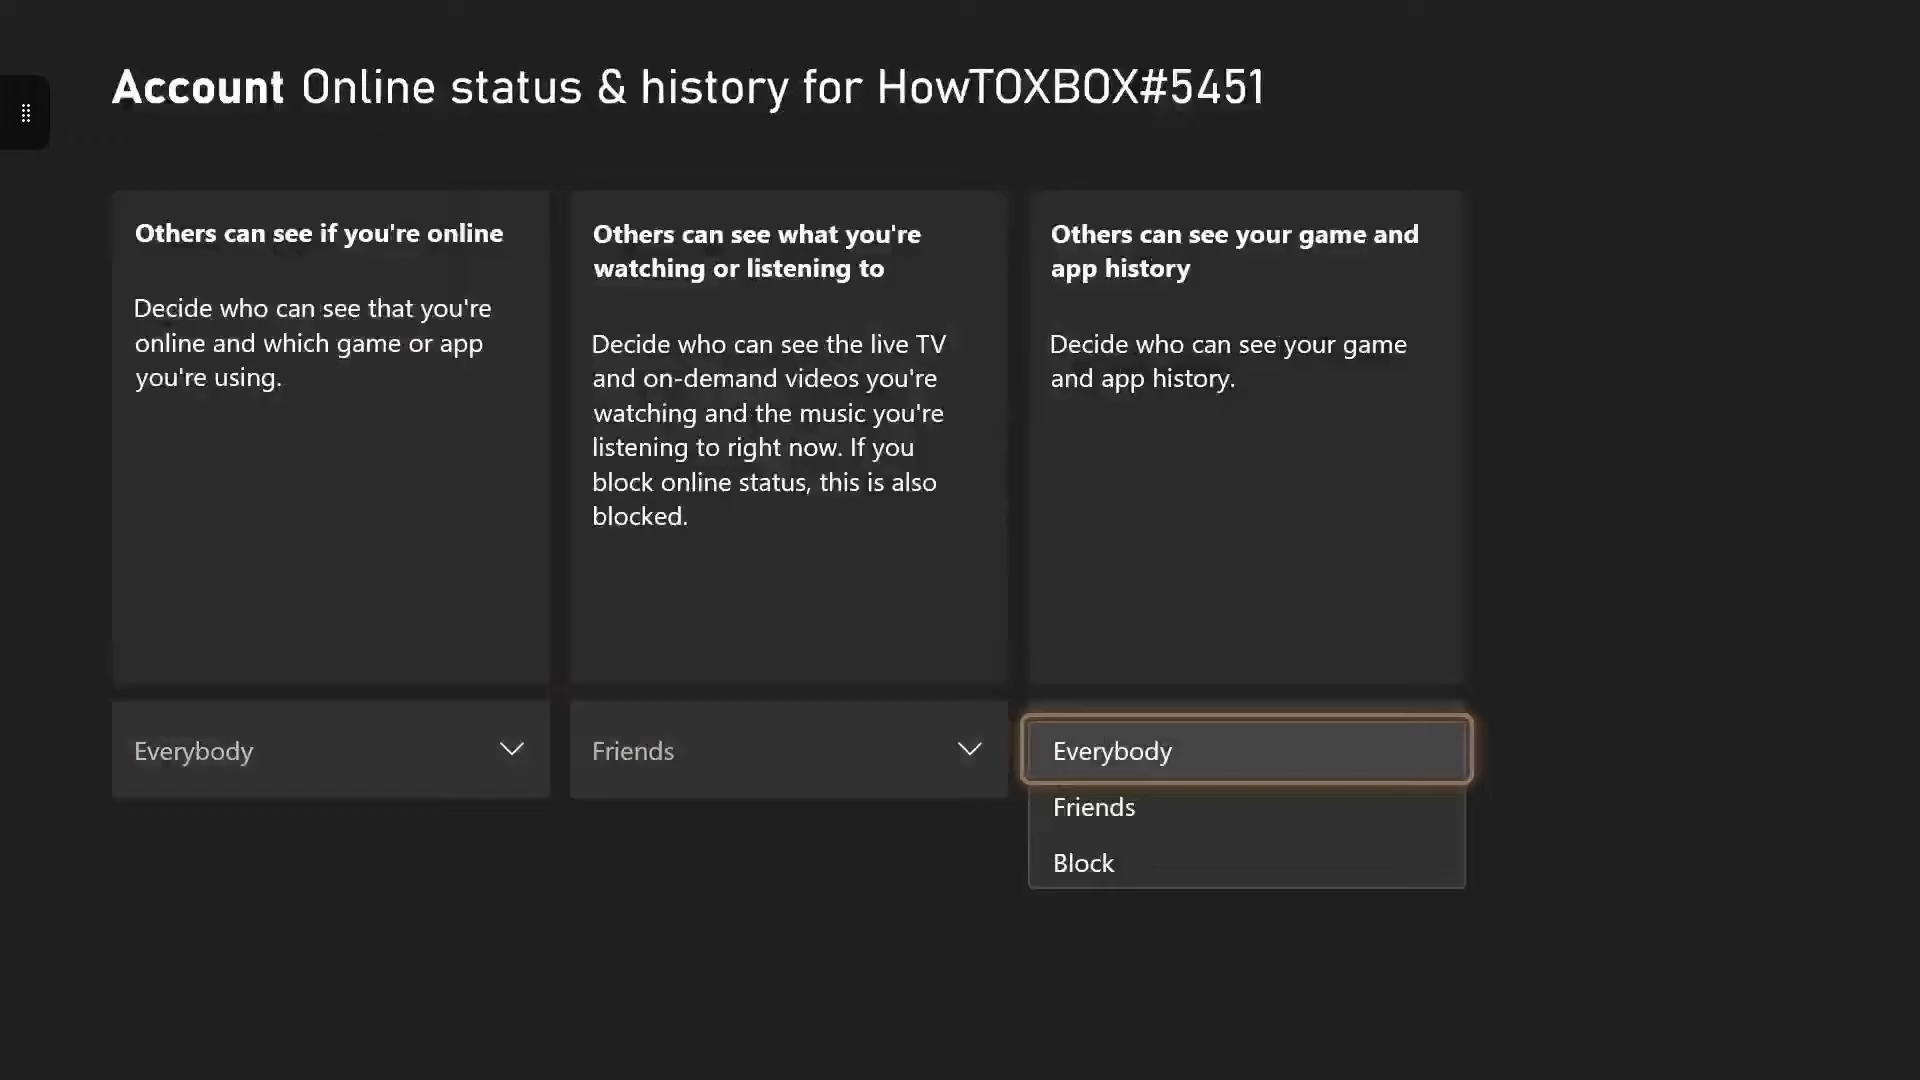 Account Online status & history for HowTOXBOX#5451
Others can see if you're online
Decide who can see that you're
online and which game or app
you're using.
Everybody
Others can see what you're
watching or listening to
Decide who can see the live TV
and on-demand videos you're
watching and the music you're
listening to right now. If you
block online status, this is also
blocked.
Friends
Others can see your game and
app history
Decide who can see your game
and app history.
Everybody
Friends
Block